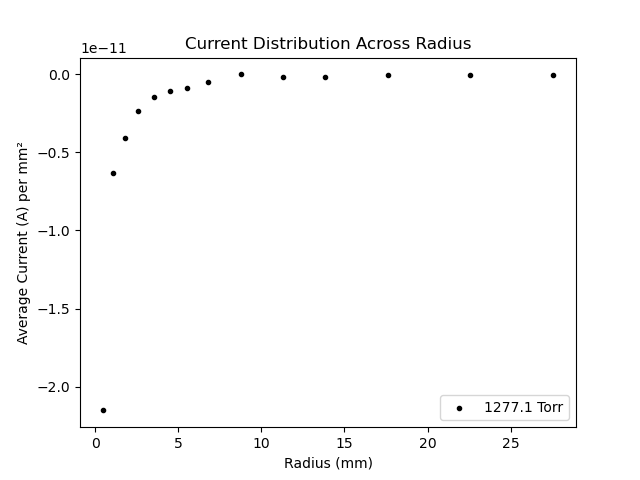 Current Distribution Across Radius
1e−11
0.0
−0.5
−1.0
−1.5
−2.0
Average Current (A) per mm²
0
5
10
15
20
25
Radius (mm)
1277.1 Torr